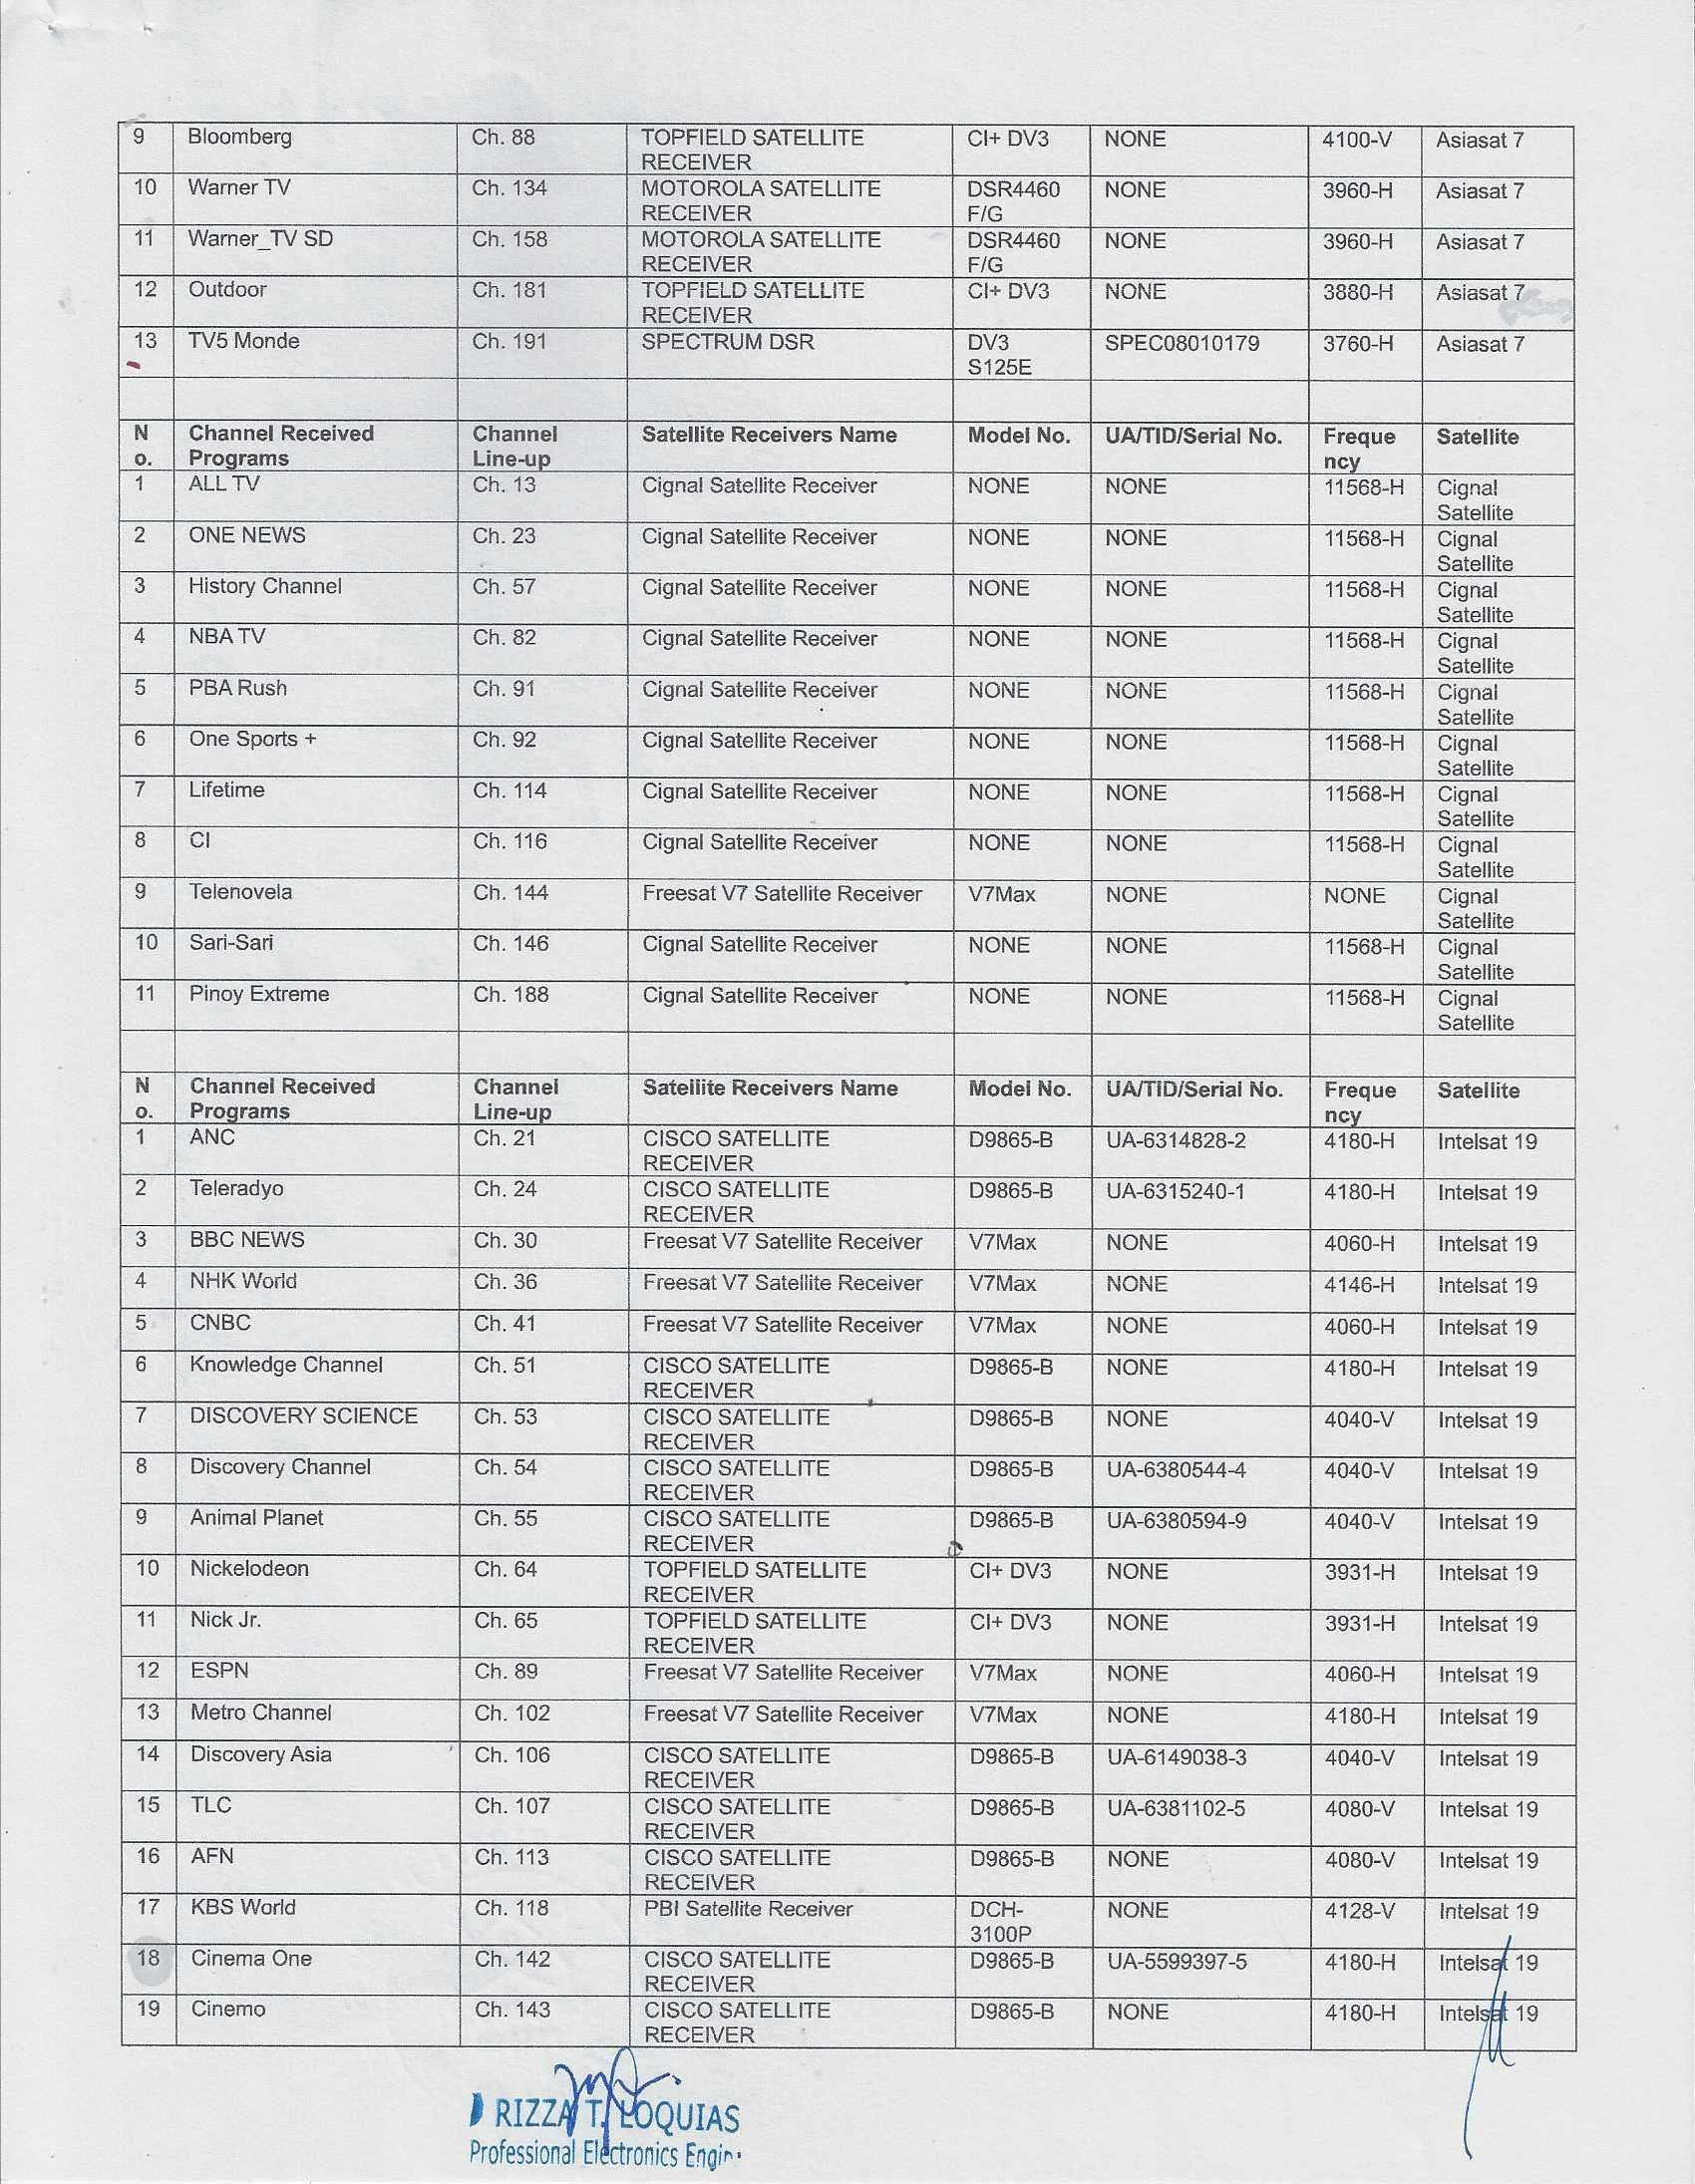 9 Bloomberg Ch. 88 TOPFIELD SATELLITE RECEIVER CI+ DV3 NONE 4100-V Asiasat 7
10 Warner TV Ch. 134 MOTOROLA SATELLITE RECEIVER DSR4460 F/G NONE 3960-H Asiasat 7
11 Warner_TV SD Ch. 158 MOTOROLA SATELLITE RECEIVER DSR4460 F/G NONE 3960-H Asiasat 7
12 Outdoor Ch. 181 TOPFIELD SATELLITE RECEIVER CI+ DV3 NONE 3880-H Asiasat 7
13 TV5 Monde Ch. 191 SPECTRUM DSR DV3 S125E SPEC08010179 3760-H Asiasat 7
No. Channel Received Programs Channel Line-up Satellite Receivers Name Model No. UA/TID/Serial No. Frequency Satellite
1 ALL TV Ch. 13 Cignal Satellite Receiver NONE NONE 11568-H Cignal Satellite
2 ONE NEWS Ch. 23 Cignal Satellite Receiver NONE NONE 11568-H Cignal Satellite
3 History Channel Ch. 57 Cignal Satellite Receiver NONE NONE 11568-H Cignal Satellite
4 NBA TV Ch. 82 Cignal Satellite Receiver NONE NONE 11568-H Cignal Satellite
5 PBA Rush Ch. 91 Cignal Satellite Receiver NONE NONE 11568-H Cignal Satellite
6 One Sports + Ch. 92 Cignal Satellite Receiver NONE NONE 11568-H Cignal Satellite
7 Lifetime Ch. 114 Cignal Satellite Receiver NONE NONE 11568-H Cignal Satellite
8 CI Ch. 116 Cignal Satellite Receiver NONE NONE 11568-H Cignal Satellite
9 Telenovela Ch. 144 Freesat V7 Satellite Receiver V7Max NONE NONE Cignal Satellite
10 Sari-Sari Ch. 146 Cignal Satellite Receiver NONE NONE 11568-H Cignal Satellite
11 Pinoy Extreme Ch. 188 Cignal Satellite Receiver NONE NONE 11568-H Cignal Satellite
No. Channel Received Programs Channel Line-up Satellite Receivers Name Model No. UA/TID/Serial No. Frequency Satellite
1 ANC Ch. 21 CISCO SATELLITE RECEIVER D9865-B UA-6314828-2 4180-H Intelsat 19
2 Teleradyo Ch. 24 CISCO SATELLITE RECEIVER D9865-B UA-6315240-1 4180-H Intelsat 19
3 BBC NEWS Ch. 30 Freesat V7 Satellite Receiver V7Max NONE 4060-H Intelsat 19
4 NHK World Ch. 36 Freesat V7 Satellite Receiver V7Max NONE 4146-H Intelsat 19
5 CNBC Ch. 41 Freesat V7 Satellite Receiver V7Max NONE 4060-H Intelsat 19
6 Knowledge Channel Ch. 51 CISCO SATELLITE RECEIVER D9865-B NONE 4180-H Intelsat 19
7 DISCOVERY SCIENCE Ch. 53 CISCO SATELLITE RECEIVER D9865-B NONE 4040-V Intelsat 19
8 Discovery Channel Ch. 54 CISCO SATELLITE RECEIVER D9865-B UA-6380544-4 4040-V Intelsat 19
9 Animal Planet Ch. 55 CISCO SATELLITE RECEIVER D9865-B UA-6380594-9 4040-V Intelsat 19
10 Nickelodeon Ch. 64 TOPFIELD SATELLITE RECEIVER CI+ DV3 NONE 3931-H Intelsat 19
11 Nick Jr. Ch. 65 TOPFIELD SATELLITE RECEIVER CI+ DV3 NONE 3931-H Intelsat 19
12 ESPN Ch. 89 Freesat V7 Satellite Receiver V7Max NONE 4060-H Intelsat 19
13 Metro Channel Ch. 102 Freesat V7 Satellite Receiver V7Max NONE 4180-H Intelsat 19
14 Discovery Asia Ch. 106 CISCO SATELLITE RECEIVER D9865-B UA-6149038-3 4040-V Intelsat 19
15 TLC Ch. 107 CISCO SATELLITE RECEIVER D9865-B UA-6381102-5 4080-V Intelsat 19
16 AFN Ch. 113 CISCO SATELLITE RECEIVER D9865-B NONE 4080-V Intelsat 19
17 KBS World Ch. 118 PBI Satellite Receiver DCH-3100P NONE 4128-V Intelsat 19
18 Cinema One Ch. 142 CISCO SATELLITE RECEIVER D9865-B UA-5599397-5 4180-H Intelsat 19
19 Cinemo Ch. 143 CISCO SATELLITE RECEIVER D9865-B NONE 4180-H Intelsat 19
RIZZA T. LOQUIAS
Professional Electronics Engin